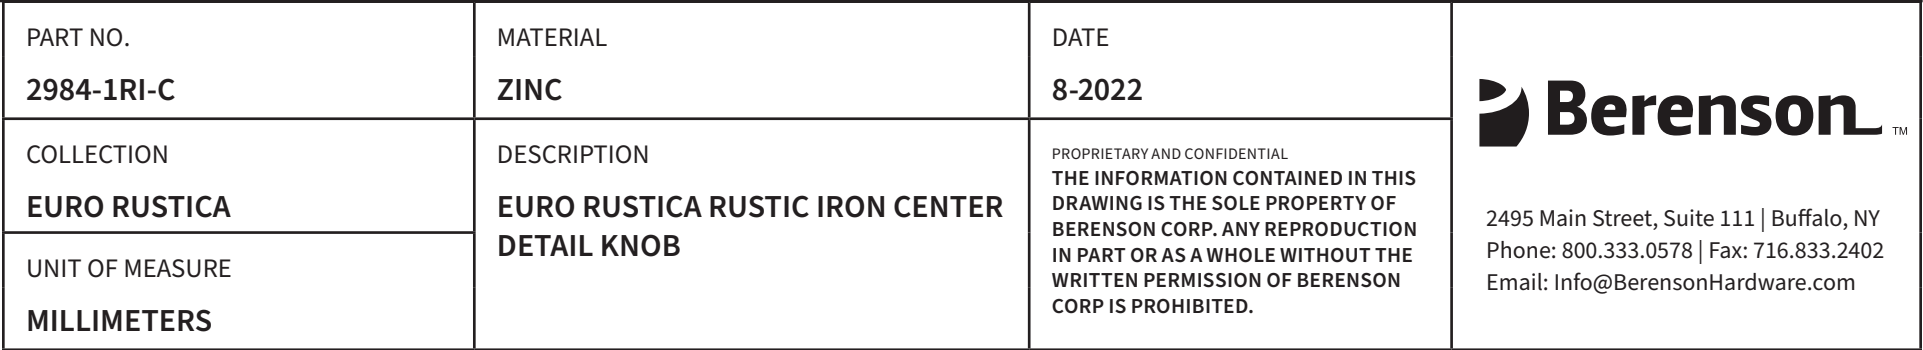 PART NO.
2984-1RI-C
MATERIAL
ZINC
DATE
8-2022
COLLECTION
EURO RUSTICA
UNIT OF MEASURE
MILLIMETERS
DESCRIPTION
EURO RUSTICA RUSTIC IRON CENTER
DETAIL KNOB
PROPRIETARY AND CONFIDENTIAL
THE INFORMATION CONTAINED IN THIS
DRAWING IS THE SOLE PROPERTY OF
BERENSON CORP. ANY REPRODUCTION
IN PART OR AS A WHOLE WITHOUT THE
WRITTEN PERMISSION OF BERENSON
CORP IS PROHIBITED.
Berenson ™
2495 Main Street, Suite 111 | Buffalo, NY
Phone: 800.333.0578 | Fax: 716.833.2402
Email: Info@BerensonHardware.com